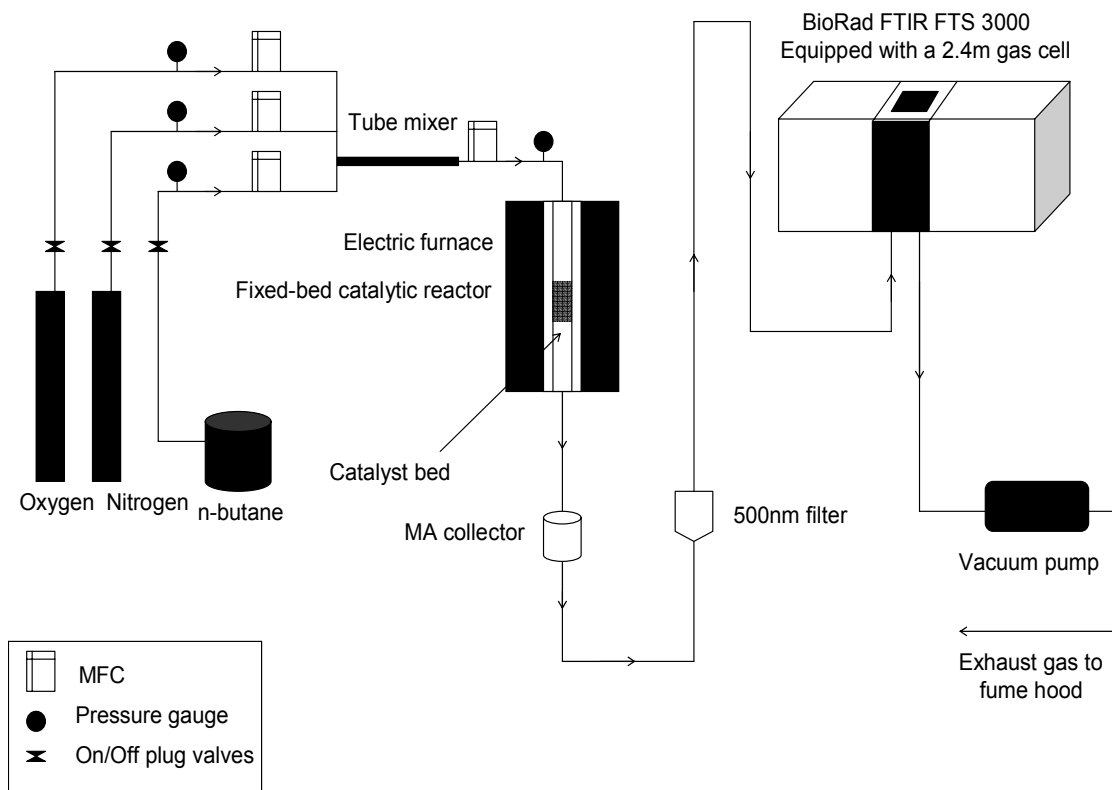 BioRad FTIR FTS 3000
Equipped with a 2.4m gas cell
Tube mixer
Electric furnace
Fixed-bed catalytic reactor
Catalyst bed
Oxygen
Nitrogen
n-butane
MA collector
500nm filter
Vacuum pump
Exhaust gas to
fume hood
MFC
Pressure gauge
On/Off plug valves